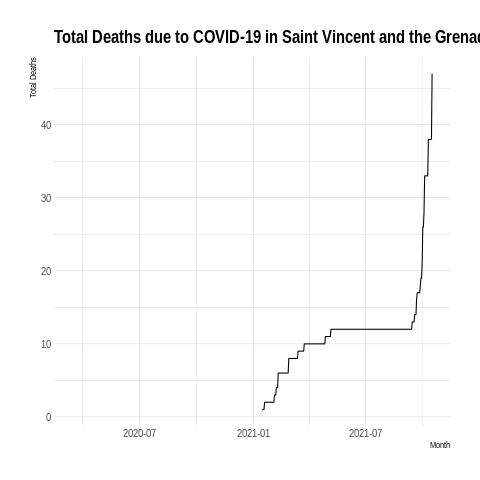 Total Deaths due to COVID-19 in Saint Vincent and the Grenad
Total Deaths
40
30
20
10
0
2020-07 2021-01 2021-07
Month